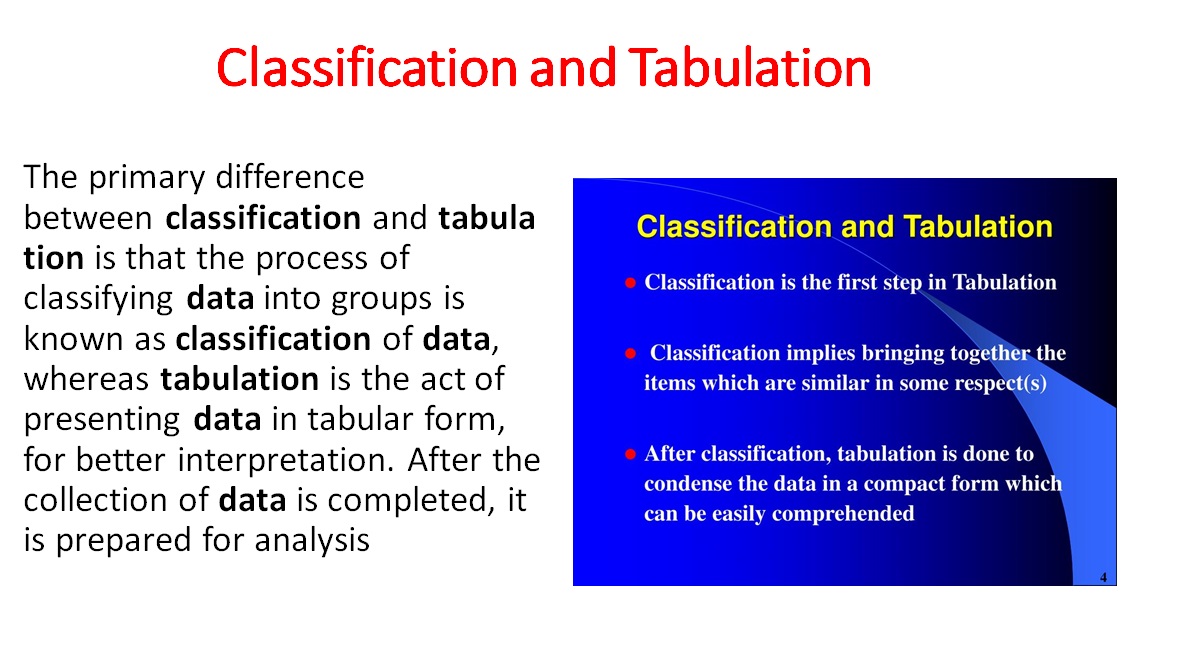 Classification and Tabulation
The primary difference
between classification and tabula
tion is that the process of
classifying data into groups is
known as classification of data,
whereas tabulation is the act of
presenting data in tabular form,
for better interpretation. After the
collection of data is completed, it
is prepared for analysis
Classification and Tabulation
• Classification is the first step in Tabulation
• Classification implies bringing together the
items which are similar in some respect(s)
• After classification, tabulation is done to
condense the data in a compact form which
can be easily comprehended
4